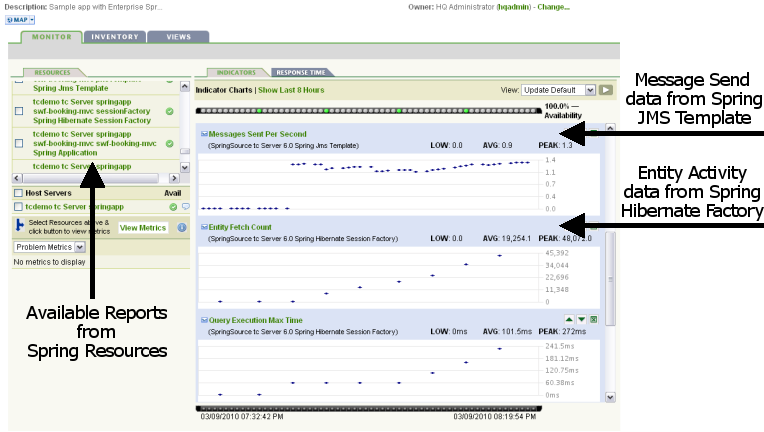 Description: Sample app with Enterprise Spr...
Owner: HQ Administrator (hqadmin) - Change...
MAP
MONITOR INVENTORY VIEWS
RESOURCES
Spring Jms Template
tcdemo tc Server springapp
swf-booking-mvc sessionFactory
Spring Hibernate Session Factory
tcdemo tc Server springapp
swf-booking-mvc swf-booking-mvc
Spring Application
tcdemo tc Server springapp
Host Servers Avail
tcdemo tc Server springapp
Select Resources above &
click button to view metrics
View Metrics
Problem Metrics
No metrics to display
Available Reports
from
Spring Resources
INDICATORS RESPONSE TIME
Indicator Charts | Show Last 8 Hours
View: Update Default
100.0% —
Availability
Messages Sent Per Second
(SpringSource tc Server 6.0 Spring Jms Template) LOW: 0.0 AVG: 0.9 PEAK: 1.3
1.4
1.1
0.7
0.4
0.0
Entity Fetch Count
(SpringSource tc Server 6.0 Spring Hibernate Session Factory) LOW: 0.0 AVG: 19,254.1 PEAK: 48,072.0
45,392
34,044
22,696
11,348
0
Query Execution Max Time
(SpringSource tc Server 6.0 Spring Hibernate Session Factory) LOW: 0ms AVG: 101.5ms PEAK: 272ms
241.5ms
181.12ms
120.75ms
60.38ms
0ms
03/09/2010 07:32:42 PM 03/09/2010 08:19:54 PM
Message Send
data from Spring
JMS Template
Entity Activity
data from Spring
Hibernate Factory